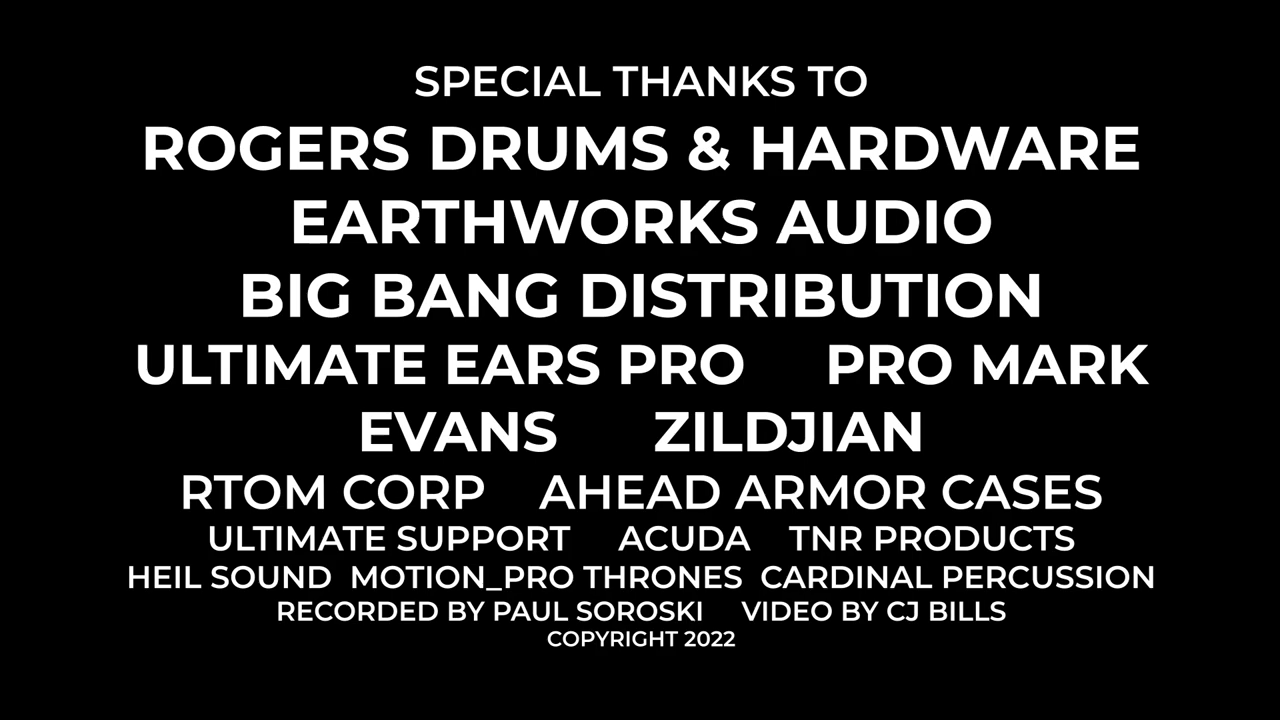 SPECIAL THANKS TO
ROGERS DRUMS & HARDWARE
EARTHWORKS AUDIO
BIG BANG DISTRIBUTION
ULTIMATE EARS PRO PRO MARK
EVANS ZILDJIAN
RTOM CORP AHEAD ARMOR CASES
ULTIMATE SUPPORT ACUDA TNR PRODUCTS
HEIL SOUND MOTION_PRO THRONES CARDINAL PERCUSSION
RECORDED BY PAUL SOROSKI VIDEO BY CJ BILLS
COPYRIGHT 2022